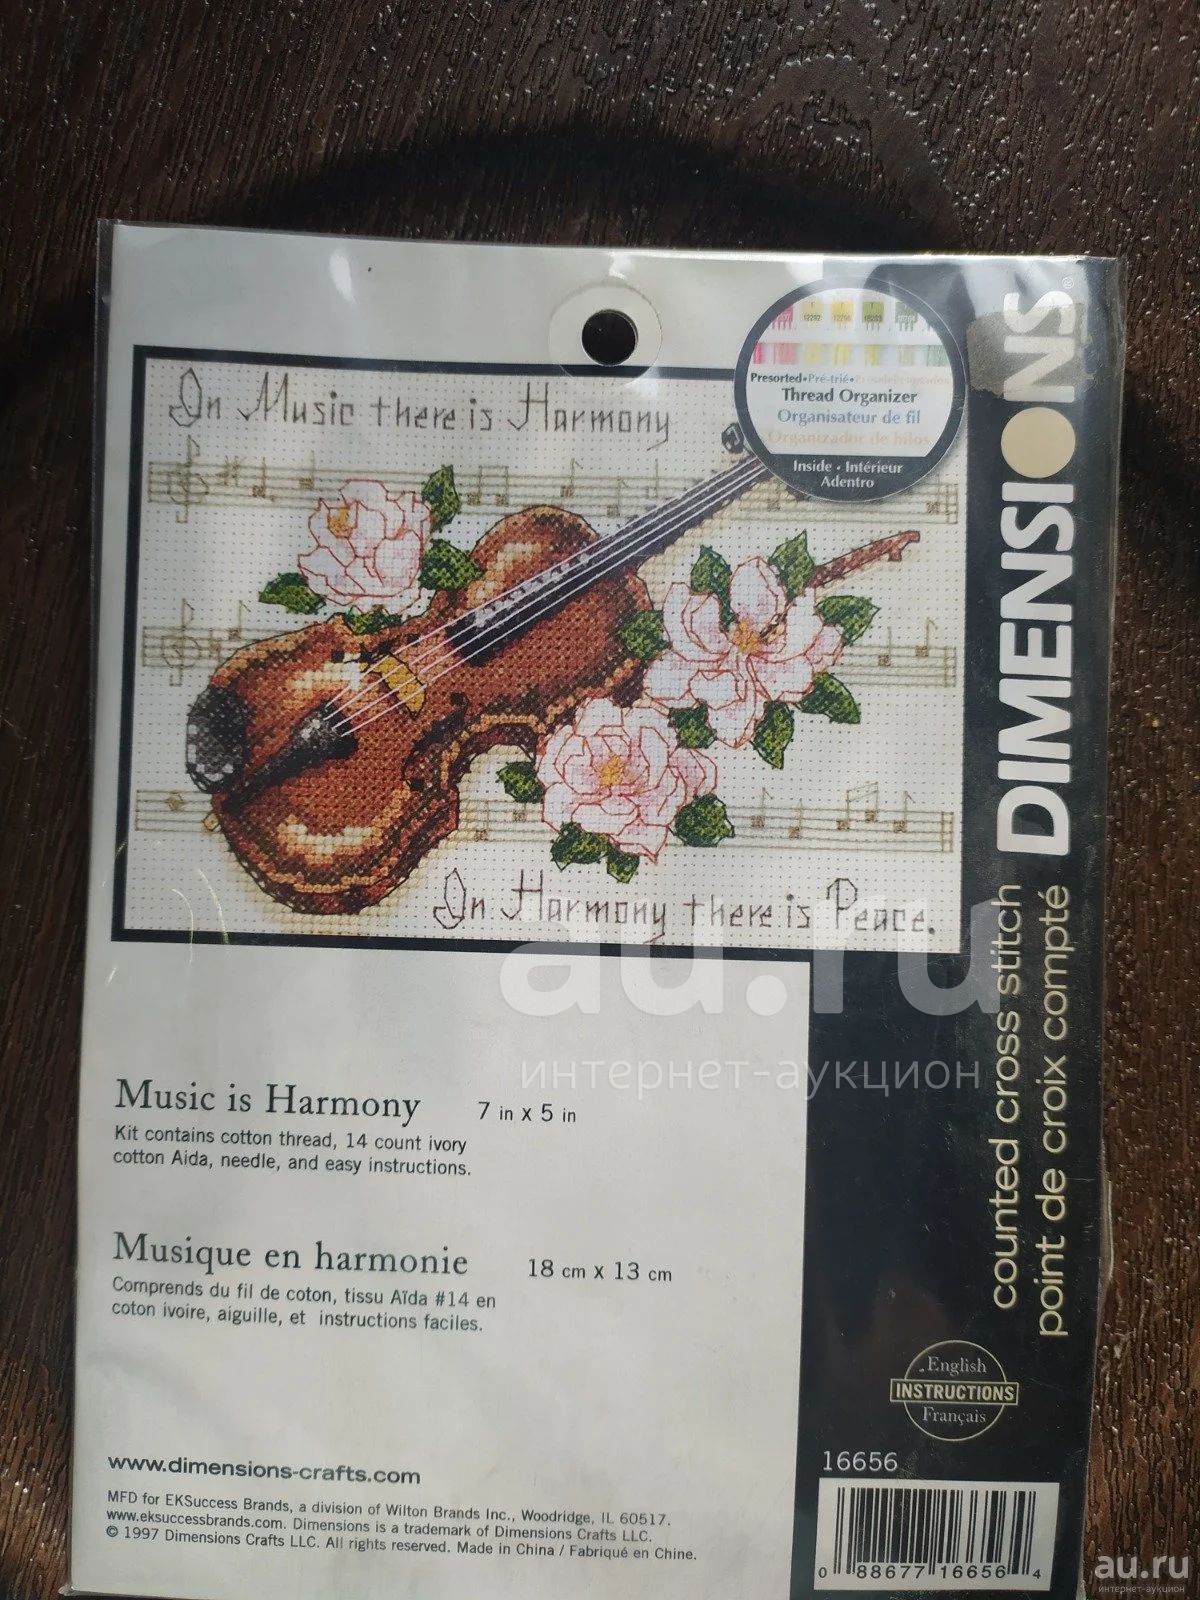 In Music there is Harmony
12292
Presorted•Pré-trié•
Thread Organizer
Organisateur de fil
Organizador de hilos
Inside • Intérieur
Adentro
In Harmony there is Peace.
DIMENSIONS®
counted cross stitch
point de croix compté
au.ru
интернет-аукцион
Music is Harmony 7 in x 5 in
Kit contains cotton thread, 14 count ivory
cotton Aida, needle, and easy instructions.
Musique en harmonie 18 cm x 13 cm
Comprends du fil de coton, tissu Aïda #14 en
coton ivoire, aiguille, et instructions faciles.
English
INSTRUCTIONS
Français
16656
www.dimensions-crafts.com
MFD for EKSuccess Brands, a division of Wilton Brands Inc., Woodridge, IL 60517.
www.eksuccessbrands.com. Dimensions is a trademark of Dimensions Crafts LLC.
© 1997 Dimensions Crafts LLC. All rights reserved. Made in China / Fabriqué en Chine.
0 88677 16656 4
au.ru
интернет-аукцион